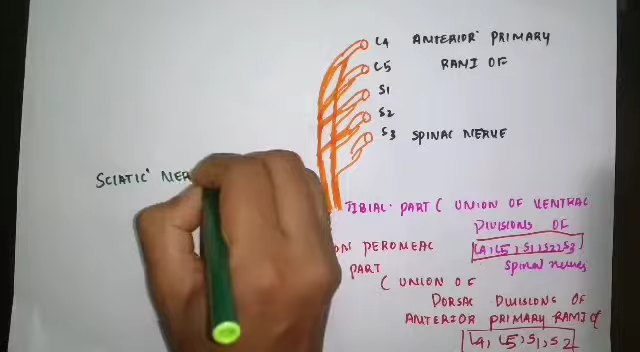 L4 ANTERIOR PRIMARY
L5 RAMI OF
S1
S2
S3 SPINAL NERVE
SCIATIC NER
TIBIAL PART ( UNION OF VENTRAL
DIVISIONS OF
L4, L5, S1, S2, S3)
spinal nerves
ON PERONEAL
PART
( UNION OF
DORSAL DIVISIONS OF
ANTERIOR PRIMARY RAMI of
L4, L5, S1, S2